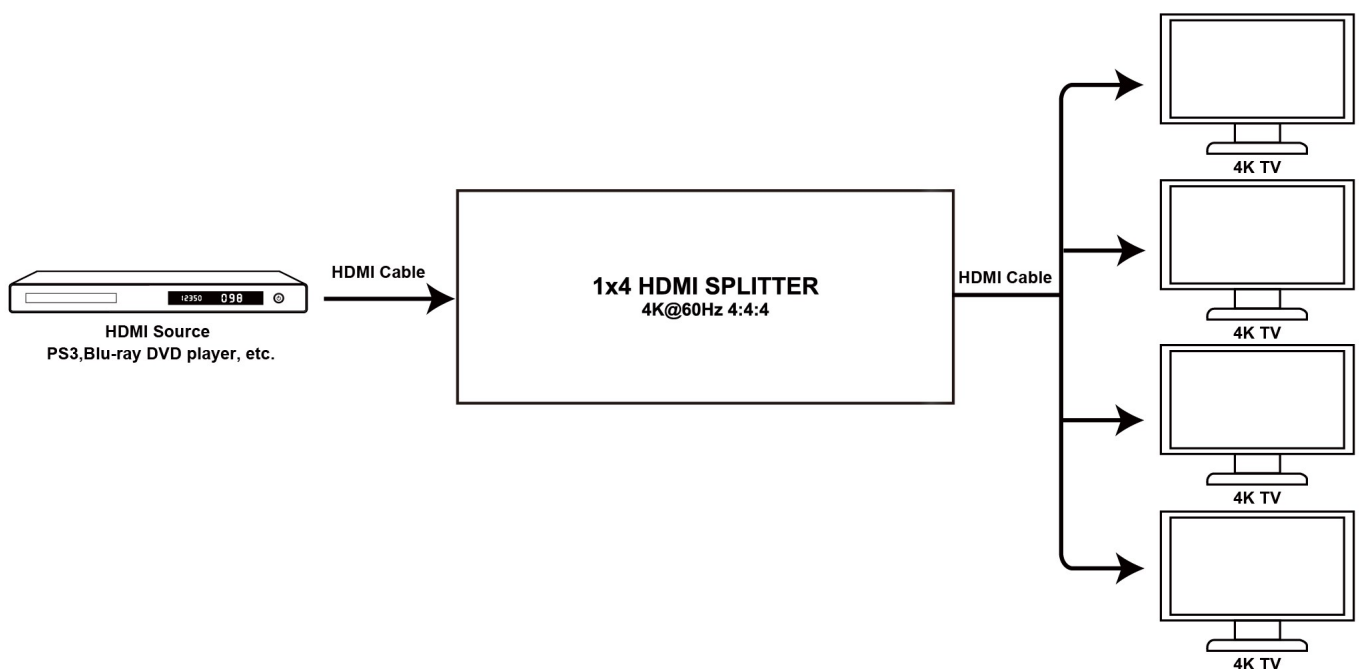 HDMI Cable
12350 098
HDMI Source
PS3,Blu-ray DVD player, etc.
1x4 HDMI SPLITTER
4K@60Hz 4:4:4
HDMI Cable
4K TV
4K TV
4K TV
4K TV